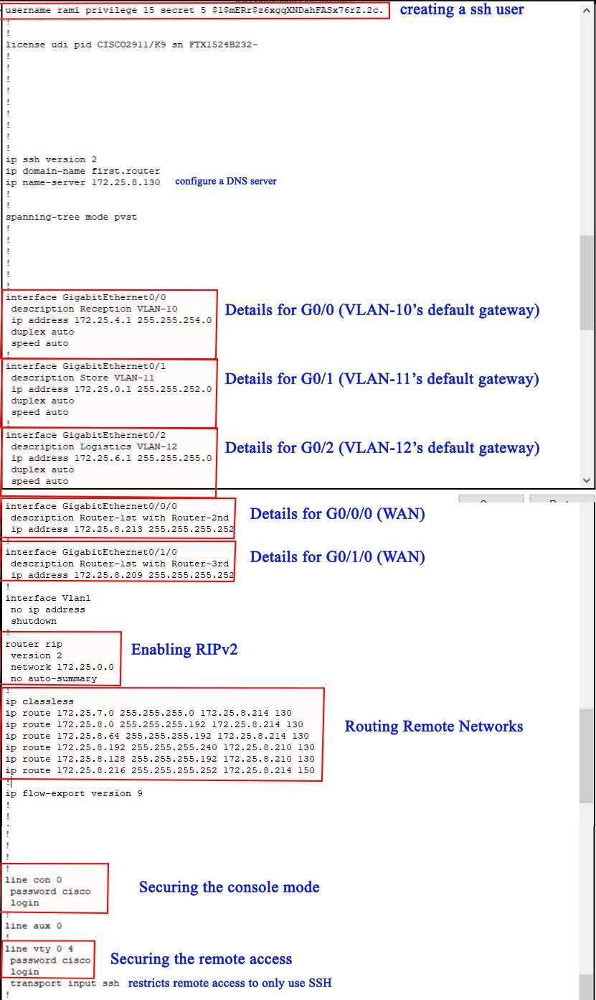 username rami privilege 15 secret 5 $1$mERr$z6xgqXNDahFASx76rZ.2c. creating a ssh user
!
!
license udi pid CISCO2911/K9 sn FTX1524B232-
!
!
!
!
!
!
!
!
!
ip ssh version 2
ip domain-name first.router
ip name-server 172.25.8.130 configure a DNS server
!
!
spanning-tree mode pvst
!
!
!
!
!
!
interface GigabitEthernet0/0
description Reception VLAN-10 Details for G0/0 (VLAN-10’s default gateway)
ip address 172.25.4.1 255.255.254.0
duplex auto
speed auto
!
interface GigabitEthernet0/1
description Store VLAN-11 Details for G0/1 (VLAN-11’s default gateway)
ip address 172.25.0.1 255.255.252.0
duplex auto
speed auto
!
interface GigabitEthernet0/2
description Logistics VLAN-12 Details for G0/2 (VLAN-12’s default gateway)
ip address 172.25.6.1 255.255.255.0
duplex auto
speed auto
interface GigabitEthernet0/0/0
description Router-1st with Router-2nd Details for G0/0/0 (WAN)
ip address 172.25.8.213 255.255.255.252
!
interface GigabitEthernet0/1/0
description Router-1st with Router-3rd Details for G0/1/0 (WAN)
ip address 172.25.8.209 255.255.255.252
!
interface Vlan1
no ip address
shutdown
!
router rip Enabling RIPv2
version 2
network 172.25.0.0
no auto-summary
!
ip classless
ip route 172.25.7.0 255.255.255.0 172.25.8.214 130
ip route 172.25.8.0 255.255.255.192 172.25.8.214 130 Routing Remote Networks
ip route 172.25.8.64 255.255.255.192 172.25.8.214 130
ip route 172.25.8.192 255.255.255.240 172.25.8.210 130
ip route 172.25.8.128 255.255.255.192 172.25.8.210 130
ip route 172.25.8.216 255.255.255.252 172.25.8.214 150
!
ip flow-export version 9
!
!
!
!
!
!
line con 0
password cisco Securing the console mode
login
!
line aux 0
!
line vty 0 4
password cisco Securing the remote access
login
transport input ssh restricts remote access to only use SSH
!